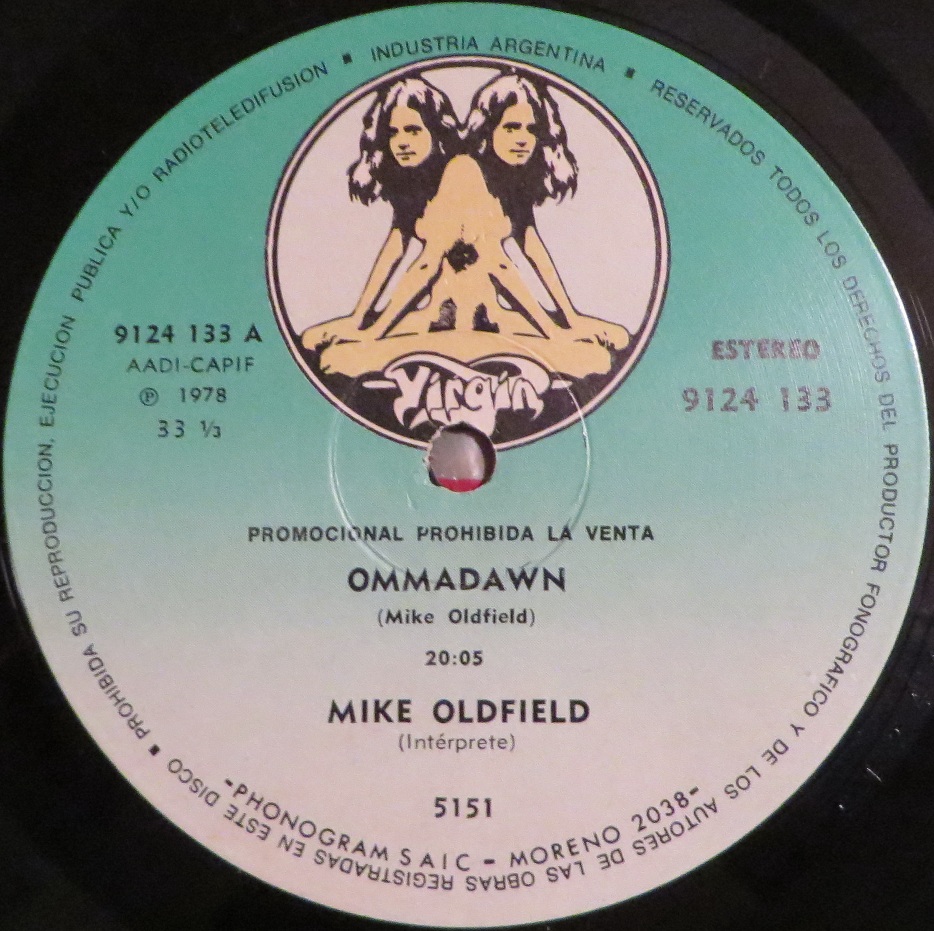 PROHIBIDA SU REPRODUCCION, EJECUCION PUBLICA Y/O RADIOTELEDIFUSION ▪ INDUSTRIA ARGENTINA ▪ RESERVADOS TODOS LOS DERECHOS DEL PRODUCTOR FONOGRAFICO Y DE LOS AUTORES DE LAS OBRAS REGISTRADAS EN ESTE DISCO ▪
Virgin
9124 133 A
AADI-CAPIF
℗ 1978
33 ⅓
ESTEREO
9124 133
PROMOCIONAL PROHIBIDA LA VENTA
OMMADAWN
(Mike Oldfield)
20:05
MIKE OLDFIELD
(Intérprete)
5151
-PHONOGRAM SAIC - MORENO 2038-